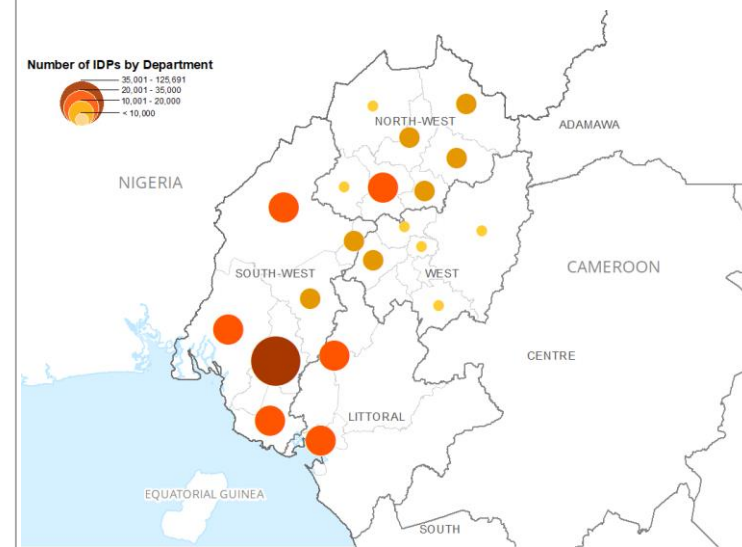 Number of IDPs by Department
35,001 - 125,691
20,001 - 35,000
10,001 - 20,000
< 10,000
NORTH-WEST
ADAMAWA
NIGERIA
SOUTH-WEST
WEST
CAMEROON
CENTRE
LITTORAL
EQUATORIAL GUINEA
SOUTH